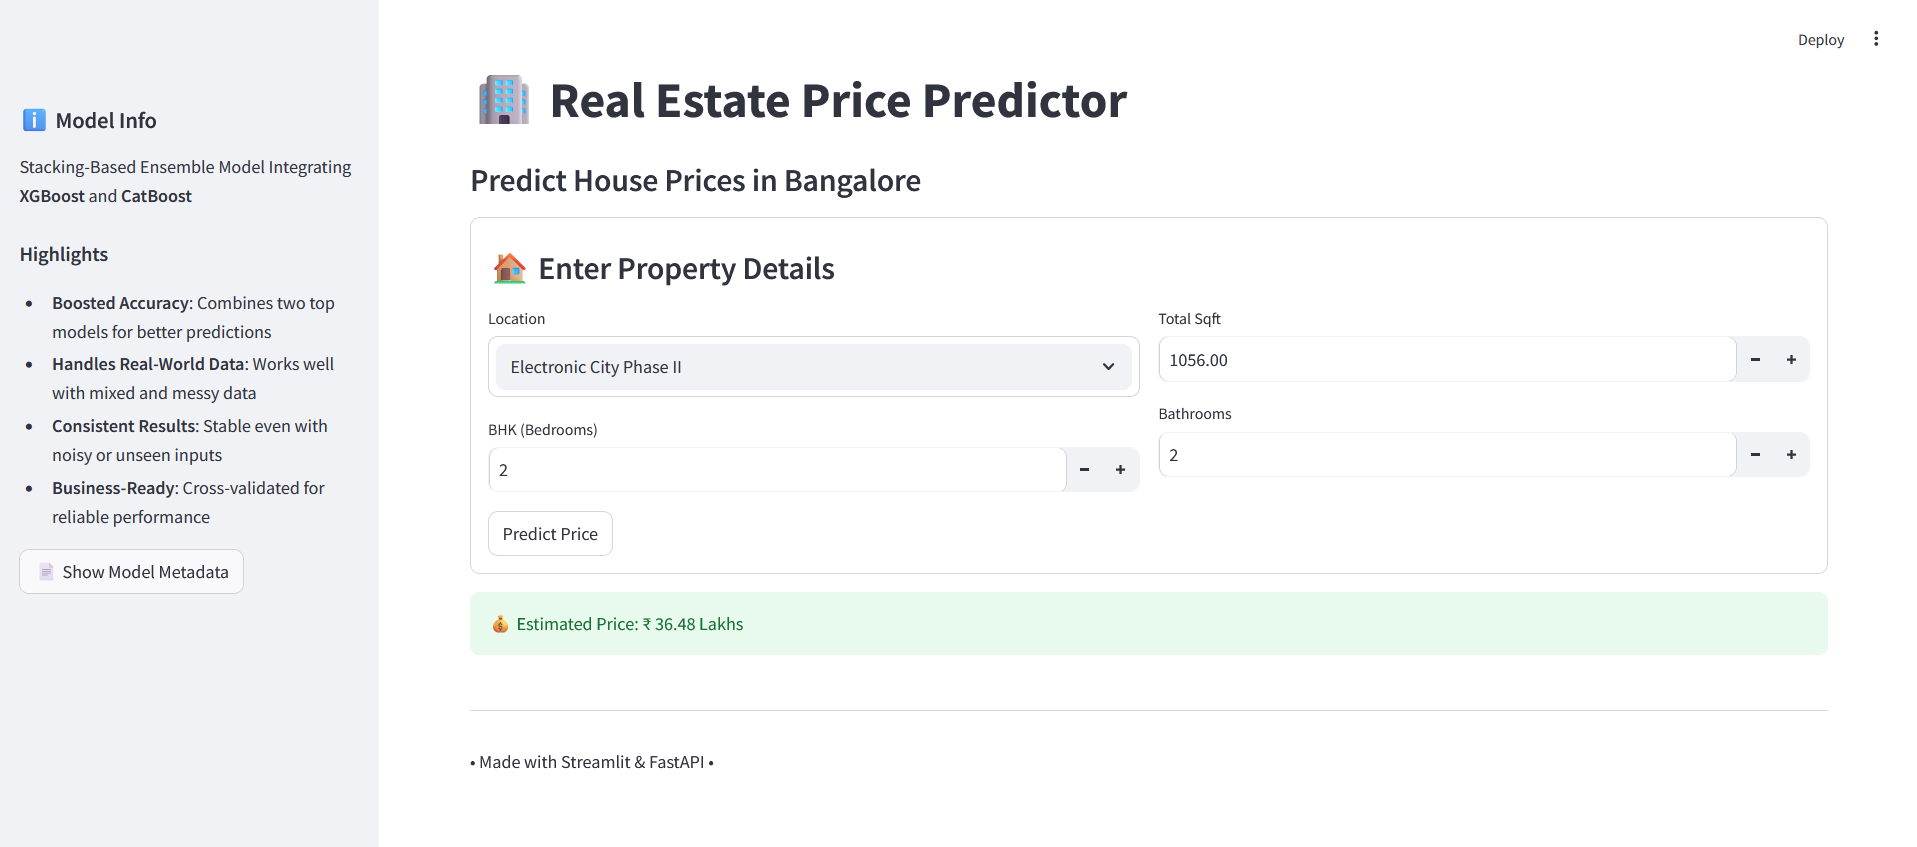 Deploy
Model Info
Stacking-Based Ensemble Model Integrating
XGBoost and CatBoost
Highlights
• Boosted Accuracy: Combines two top
models for better predictions
• Handles Real-World Data: Works well
with mixed and messy data
• Consistent Results: Stable even with
noisy or unseen inputs
• Business-Ready: Cross-validated for
reliable performance
Show Model Metadata
Real Estate Price Predictor
Predict House Prices in Bangalore
Enter Property Details
Location
Electronic City Phase II
Total Sqft
1056.00
BHK (Bedrooms)
2
Bathrooms
2
Predict Price
Estimated Price: ₹ 36.48 Lakhs
• Made with Streamlit & FastAPI •